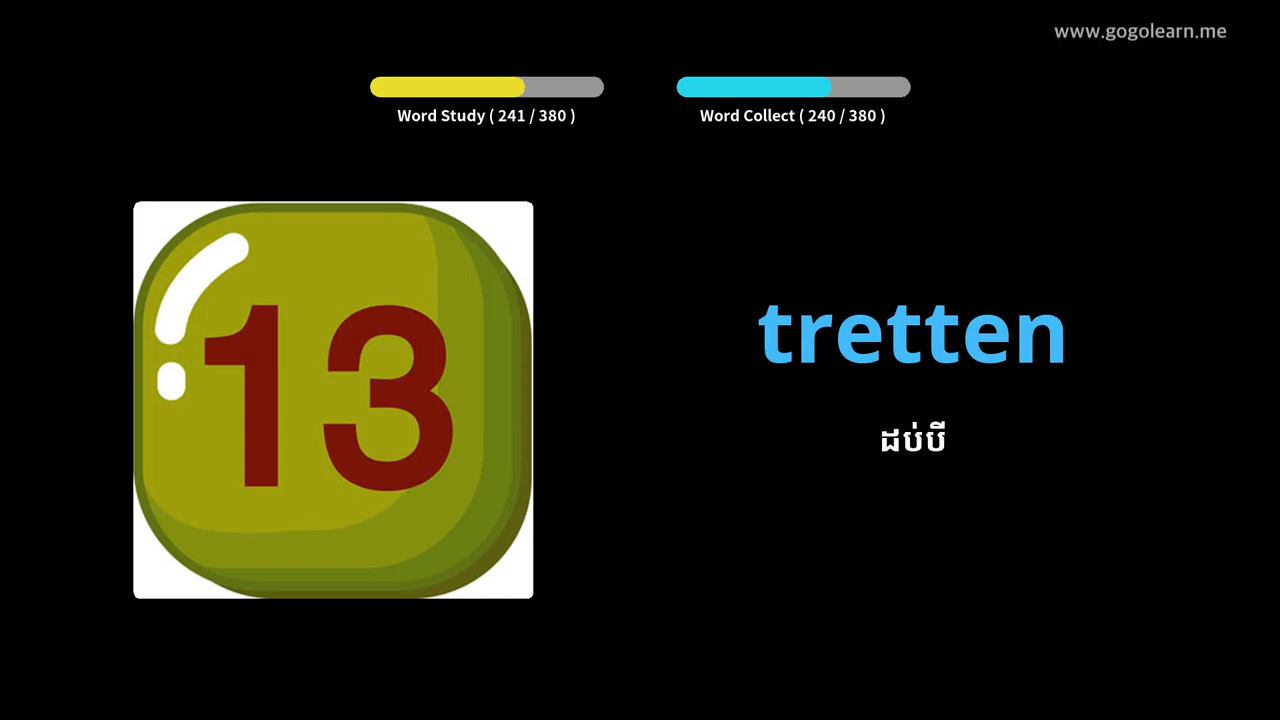 www.gogolearn.me
Word Study ( 241 / 380 )
Word Collect ( 240 / 380 )
13
tretten
ដប់បី